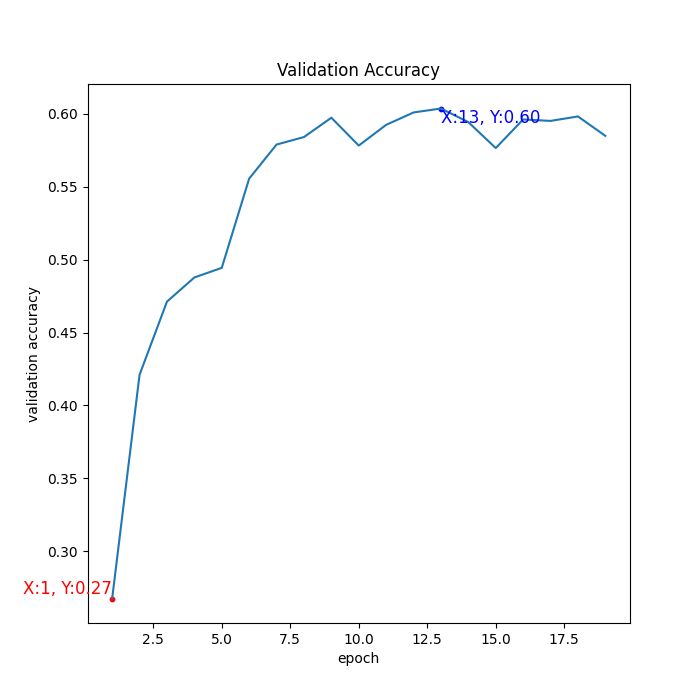 Validation Accuracy
0.60
X:13, Y:0.60
0.55
0.50
0.45
validation accuracy
0.40
0.35
0.30
X:1, Y:0.27
2.5 5.0 7.5 10.0 12.5 15.0 17.5
epoch